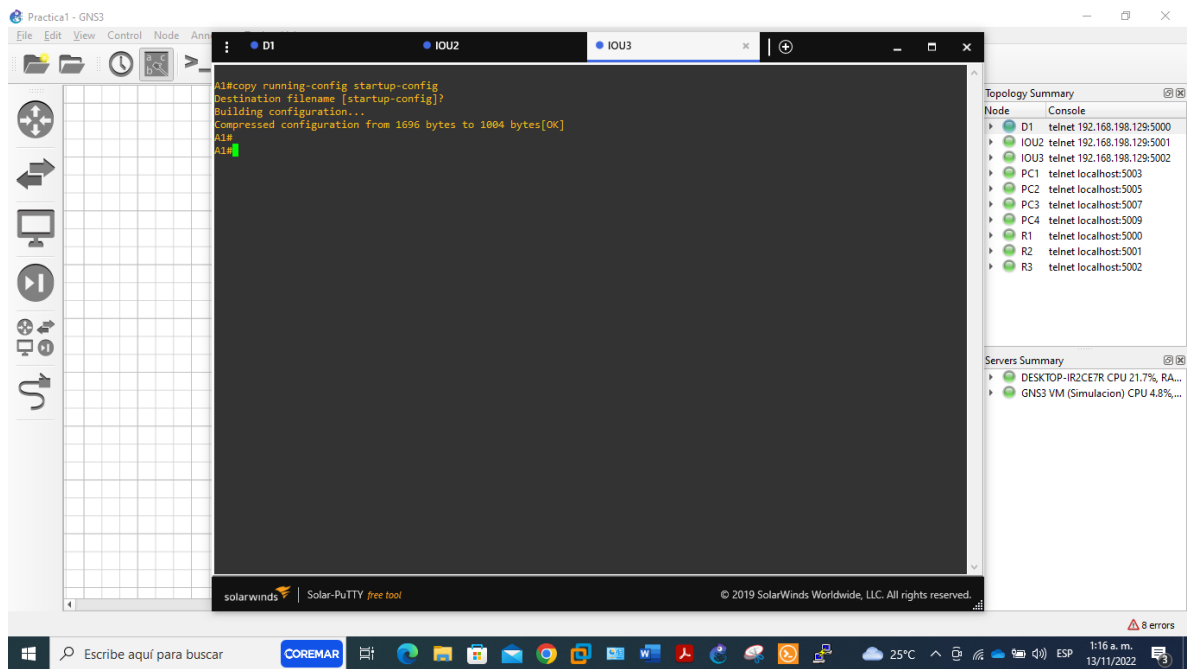 Practica1 - GNS3
File Edit View Control Node Ann
D1
IOU2
IOU3
A1#copy running-config startup-config
Destination filename [startup-config]?
Building configuration...
Compressed configuration from 1696 bytes to 1004 bytes[OK]
A1#
A1#
Topology Summary
Node Console
D1 telnet 192.168.198.129:5000
IOU2 telnet 192.168.198.129:5001
IOU3 telnet 192.168.198.129:5002
PC1 telnet localhost:5003
PC2 telnet localhost:5005
PC3 telnet localhost:5007
PC4 telnet localhost:5009
R1 telnet localhost:5000
R2 telnet localhost:5001
R3 telnet localhost:5002
Servers Summary
DESKTOP-IR2CE7R CPU 21.7%, RA...
GNS3 VM (Simulacion) CPU 4.8%,...
solarwinds Solar-PuTTY free tool
© 2019 SolarWinds Worldwide, LLC. All rights reserved.
8 errors
Escribe aquí para buscar
COREMAR
25°C
ESP
1:16 a. m.
13/11/2022
3